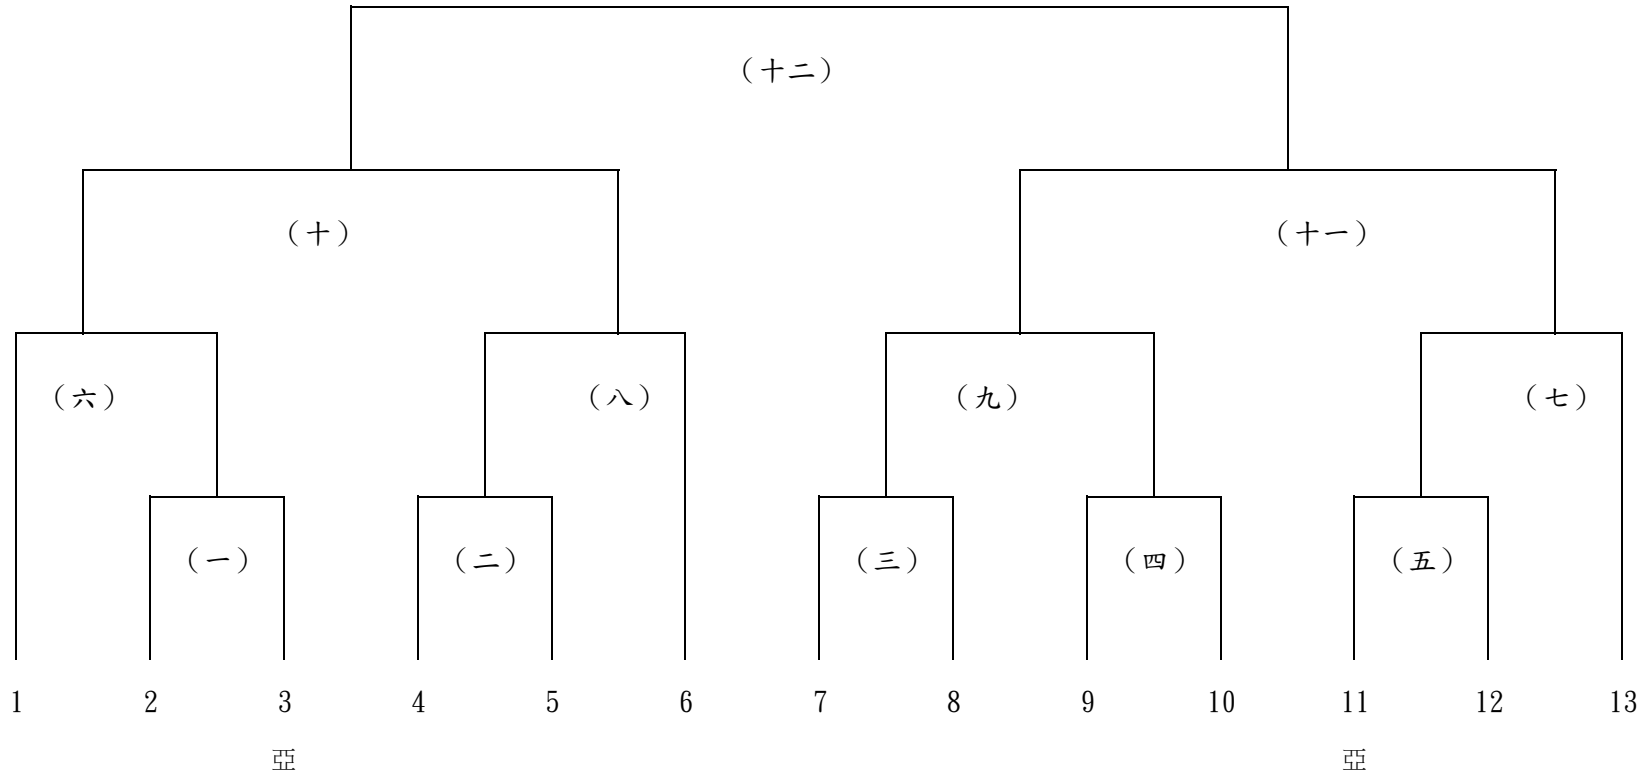 （十二）
（十） （十一）
（六） （八） （九） （七）
（一） （二） （三） （四） （五）
1 2 3 4 5 6 7 8 9 10 11 12 13
亞 亞